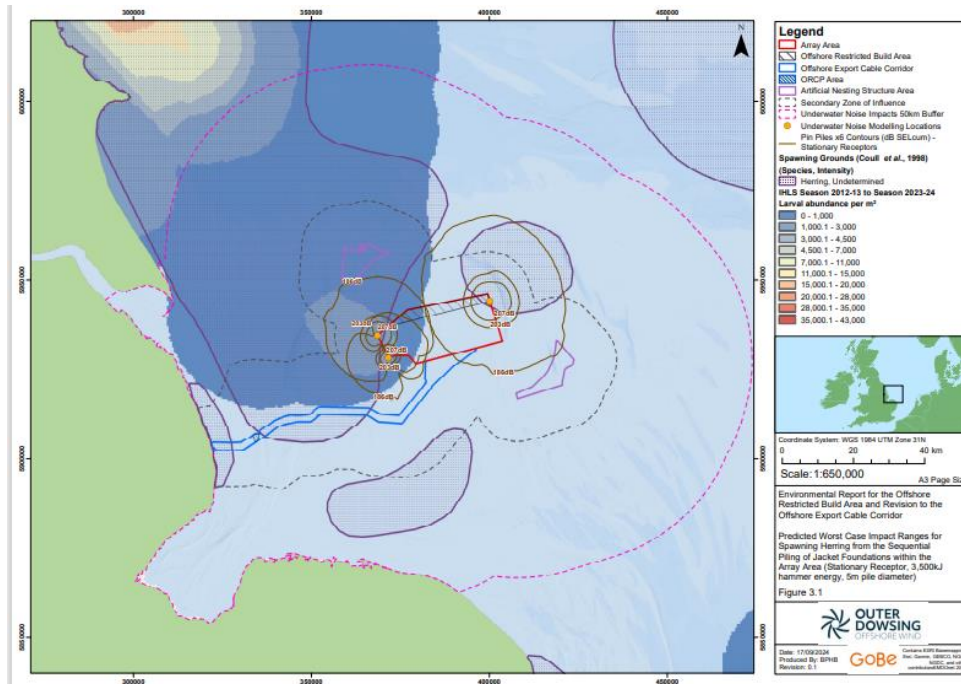 300000
350000
400000
450000
N
6000000
6000000
5950000
5950000
5900000
5900000
5850000
5850000
186dB
203dB
207dB
207dB
203dB
186dB
207dB
203dB
186dB
Legend
Array Area
Offshore Restricted Build Area
Offshore Export Cable Corridor
ORCP Area
Artificial Nesting Structure Area
Secondary Zone of Influence
Underwater Noise Impacts 50km Buffer
Underwater Noise Modelling Locations
Pin Piles x6 Contours (dB SELcum) -
Stationary Receptors
Spawning Grounds (Coull et al., 1998)
(Species, Intensity)
Herring, Undetermined
IHLS Season 2012-13 to Season 2023-24
Larval abundance per m²
0 - 1,000
1,000.1 - 3,000
3,000.1 - 4,500
4,500.1 - 7,000
7,000.1 - 11,000
11,000.1 - 15,000
15,000.1 - 20,000
20,000.1 - 28,000
28,000.1 - 35,000
35,000.1 - 43,000
Coordinate System: WGS 1984 UTM Zone 31N
0 20 40 km
Scale: 1:650,000
A3 Page Siz
Environmental Report for the Offshore
Restricted Build Area and Revision to the
Offshore Export Cable Corridor
Predicted Worst Case Impact Ranges for
Spawning Herring from the Sequential
Piling of Jacket Foundations within the
Array Area (Stationary Receptor, 3,500kJ
hammer energy, 5m pile diameter)
Figure 3.1
OUTER
DOWSING
OFFSHORE WIND
Date: 17/09/2024
Produced By: BPHB
Revision: 0.1
GoBe
300000
350000
400000
450000